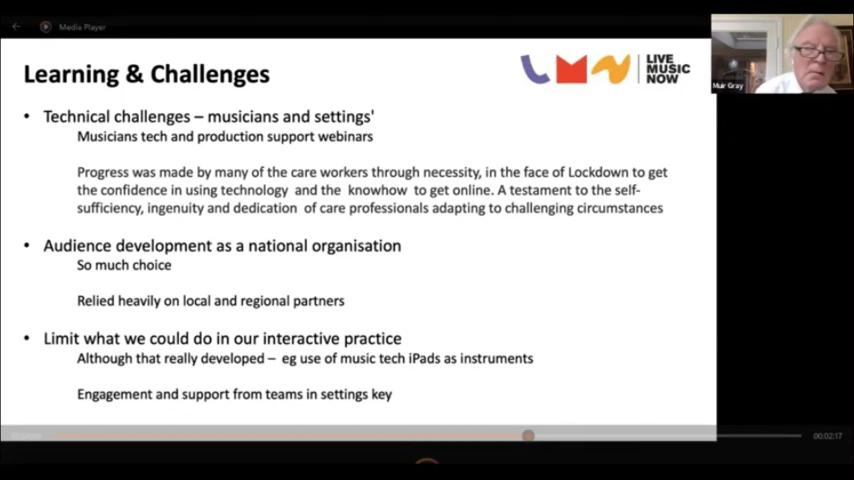 Media Player
Learning & Challenges
LIVE
MUSIC
NOW
Muir Gray
• Technical challenges – musicians and settings'
Musicians tech and production support webinars
Progress was made by many of the care workers through necessity, in the face of Lockdown to get
the confidence in using technology and the knowhow to get online. A testament to the self-
sufficiency, ingenuity and dedication of care professionals adapting to challenging circumstances
• Audience development as a national organisation
So much choice
Relied heavily on local and regional partners
• Limit what we could do in our interactive practice
Although that really developed – eg use of music tech iPads as instruments
Engagement and support from teams in settings key
00:02:17